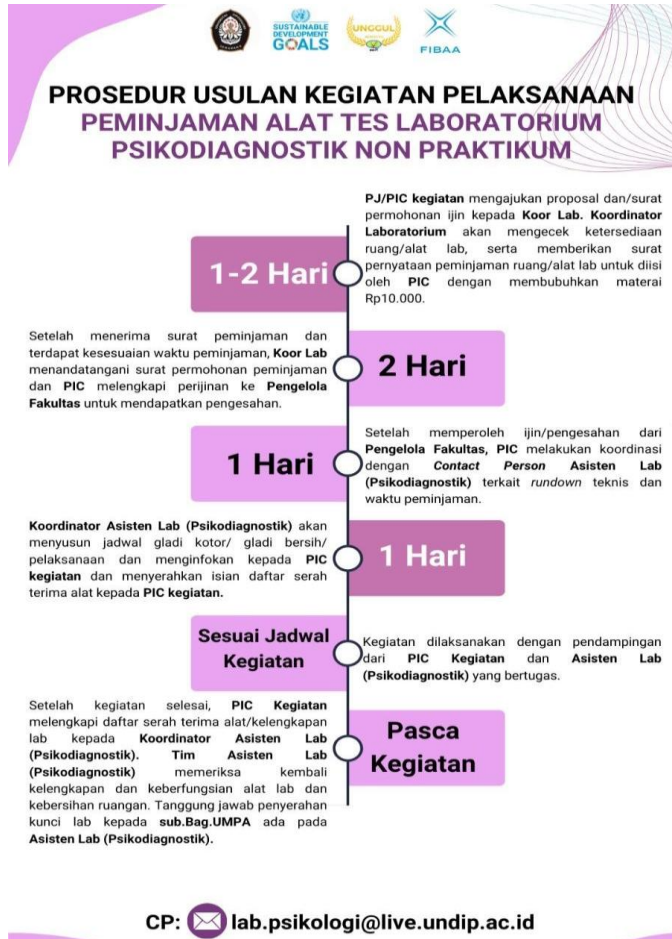 SUSTAINABLE
DEVELOPMENT
GOALS
UNGGUL
FIBAA
PROSEDUR USULAN KEGIATAN PELAKSANAAN
PEMINJAMAN ALAT TES LABORATORIUM
PSIKODIAGNOSTIK NON PRAKTIKUM
1-2 Hari
PJ/PIC kegiatan mengajukan proposal dan/surat
permohonan ijin kepada Koor Lab. Koordinator
Laboratorium akan mengecek ketersediaan
ruang/alat lab, serta memberikan surat
pernyataan peminjaman ruang/alat lab untuk diisi
oleh PIC dengan membubuhkan materai
Rp10.000.
Setelah menerima surat peminjaman dan
terdapat kesesuaian waktu peminjaman, Koor Lab
menandatangani surat permohonan peminjaman
dan PIC melengkapi perijinan ke Pengelola
Fakultas untuk mendapatkan pengesahan.
2 Hari
1 Hari
Setelah memperoleh ijin/pengesahan dari
Pengelola Fakultas, PIC melakukan koordinasi
dengan Contact Person Asisten Lab
(Psikodiagnostik) terkait rundown teknis dan
waktu peminjaman.
Koordinator Asisten Lab (Psikodiagnostik) akan
menyusun jadwal gladi kotor/ gladi bersih/
pelaksanaan dan menginfokan kepada PIC
kegiatan dan menyerahkan isian daftar serah
terima alat kepada PIC kegiatan.
1 Hari
Sesuai Jadwal
Kegiatan
Kegiatan dilaksanakan dengan pendampingan
dari PIC Kegiatan dan Asisten Lab
(Psikodiagnostik) yang bertugas.
Setelah kegiatan selesai, PIC Kegiatan
melengkapi daftar serah terima alat/kelengkapan
lab kepada Koordinator Asisten Lab
(Psikodiagnostik). Tim Asisten Lab
(Psikodiagnostik) memeriksa kembali
kelengkapan dan keberfungsian alat lab dan
kebersihan ruangan. Tanggung jawab penyerahan
kunci lab kepada sub.Bag.UMPA ada pada
Asisten Lab (Psikodiagnostik).
Pasca
Kegiatan
CP: lab.psikologi@live.undip.ac.id